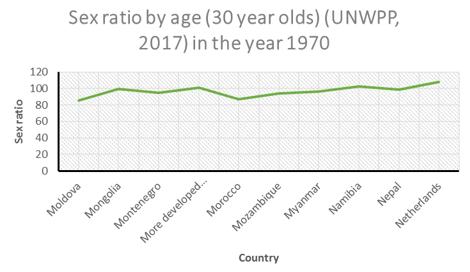 Sex ratio by age (30 year olds) (UNWPP,
2017) in the year 1970
120
100
80
60
40
20
0
Sex ratio
Moldova
Mongolia
Montenegro
More developed...
Morocco
Mozambique
Myanmar
Namibia
Nepal
Netherlands
Country